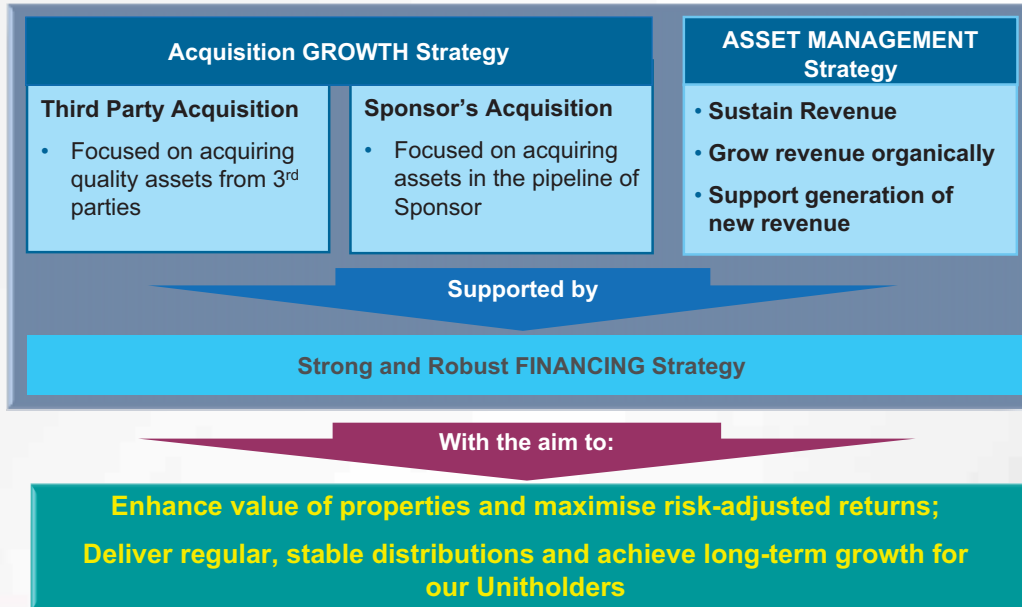 Acquisition GROWTH Strategy
Third Party Acquisition
• Focused on acquiring
quality assets from 3rd
parties
Sponsor's Acquisition
• Focused on acquiring
assets in the pipeline of
Sponsor
ASSET MANAGEMENT
Strategy
• Sustain Revenue
• Grow revenue organically
• Support generation of
new revenue
Supported by
Strong and Robust FINANCING Strategy
With the aim to:
Enhance value of properties and maximise risk-adjusted returns;
Deliver regular, stable distributions and achieve long-term growth for
our Unitholders